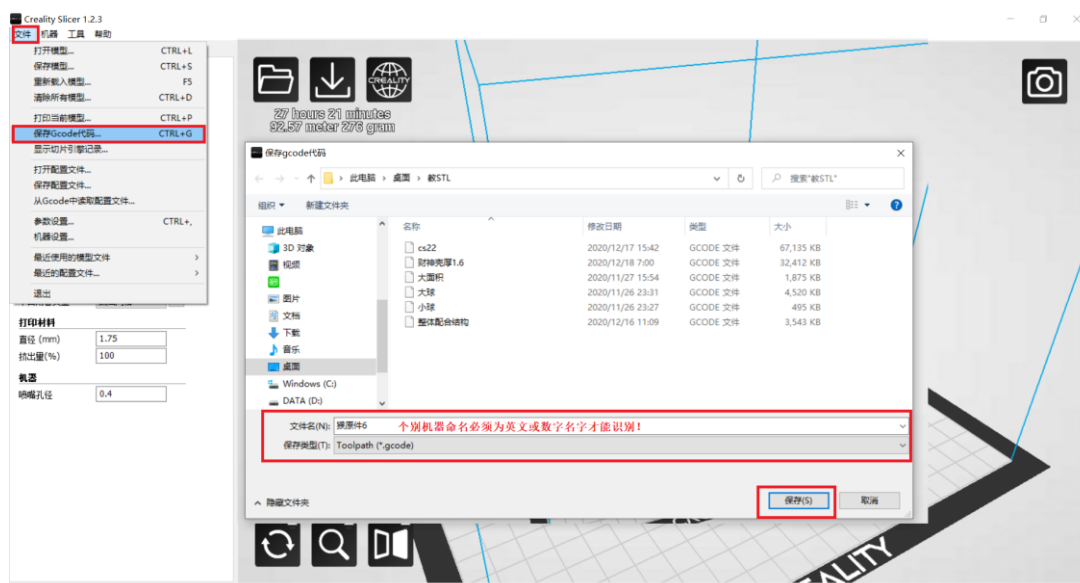 Creality Slicer 1.2.3
文件 机器 工具 帮助
打开模型... CTRL+L
保存模型... CTRL+S
重新载入模型... F5
清除所有模型... CTRL+D
打印当前模型... CTRL+P
保存Gcode代码... CTRL+G
显示切片引擎记录...
打开配置文件...
保存配置文件...
从Gcode中读取配置文件...
参数设置... CTRL+,
机器设置...
最近使用的模型文件 >
最近的配置文件... >
退出
打印材料
直径 (mm) 1.75
挤出量(%) 100
机器
喷嘴孔径 0.4
CREALITY
27 hours 21 minutes
92.57 meter 276 gram
保存gcode代码
此电脑 > 桌面 > 敏STL
搜索"敏STL"
组织 新建文件夹
此电脑
3D 对象
视频
图片
文档
下载
音乐
桌面
Windows (C:)
DATA (D:)
名称 修改日期 类型 大小
cs22 2020/12/17 15:42 GCODE 文件 67,135 KB
财神壳厚1.6 2020/12/18 7:00 GCODE 文件 32,412 KB
大面积 2020/11/27 15:54 GCODE 文件 1,875 KB
大球 2020/11/26 23:31 GCODE 文件 4,520 KB
小球 2020/11/26 23:27 GCODE 文件 495 KB
整体配合结构 2020/12/16 11:09 GCODE 文件 3,543 KB
文件名(N): 猴原件6 个别机器命名必须为英文或数字名字才能识别！
保存类型(T): Toolpath (*.gcode)
隐藏文件夹
保存(S) 取消